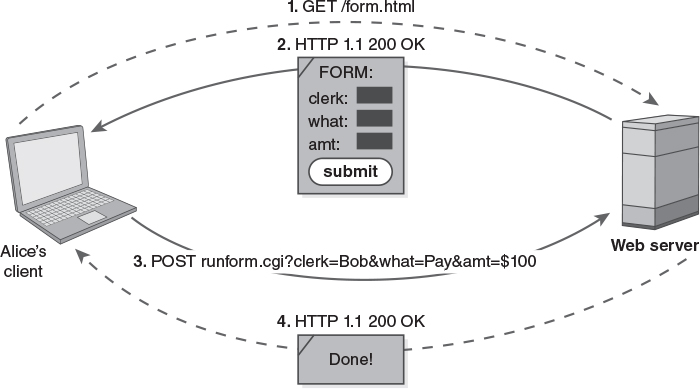 1. GET /form.html
2. HTTP 1.1 200 OK
FORM:
clerk:
what:
amt:
submit
Alice's
client
Web server
3. POST runform.cgi?clerk=Bob&what=Pay&amt=$100
4. HTTP 1.1 200 OK
Done!